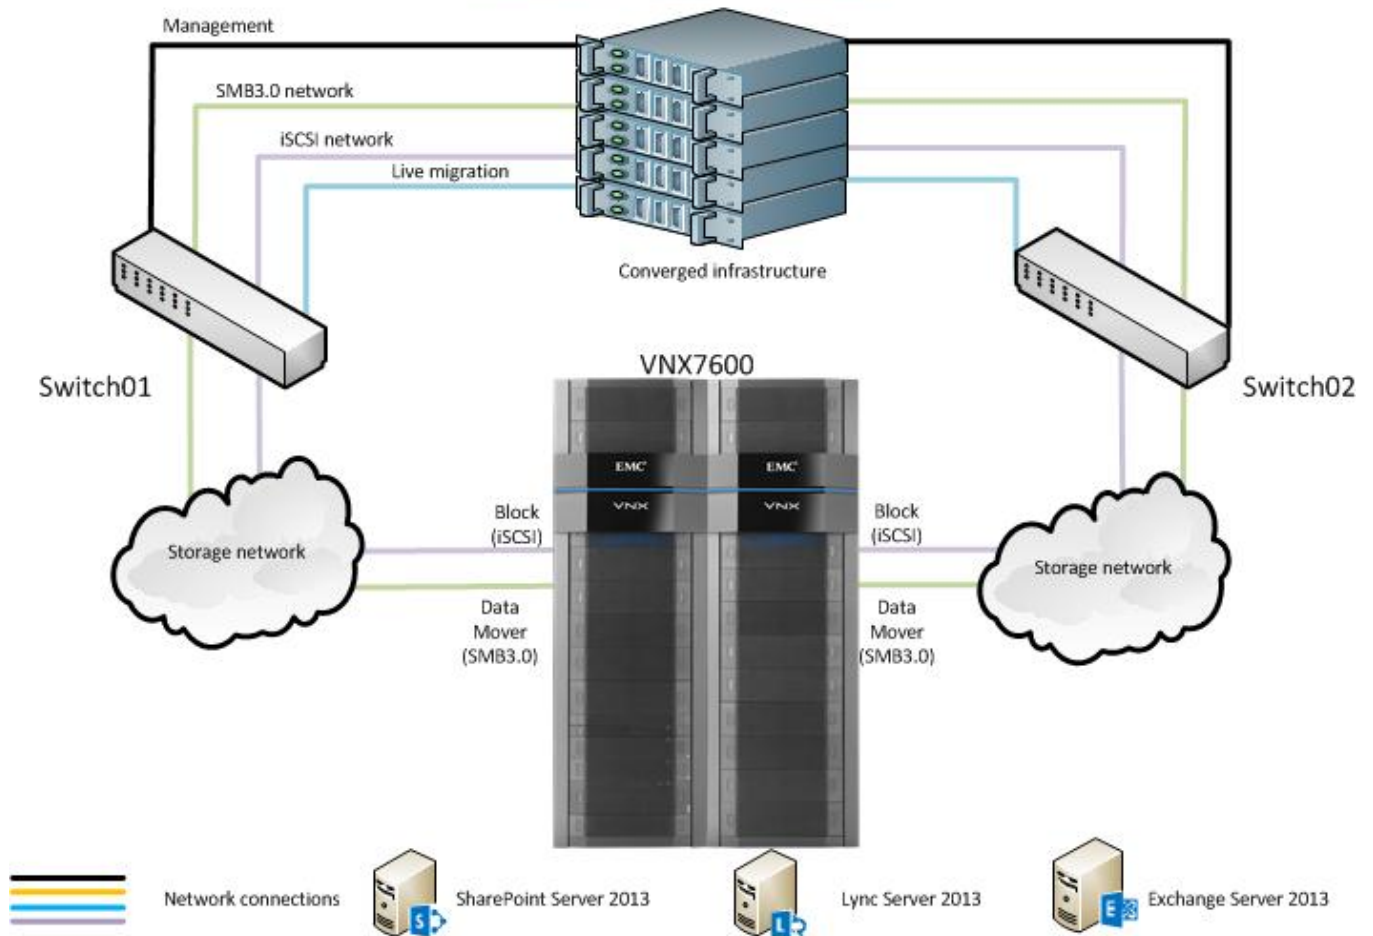 Management
SMB3.0 network
iSCSI network
Live migration
Converged infrastructure
Switch01
VNX7600
Switch02
EMC²
EMC²
VNX
VNX
Block
(iSCSI)
Block
(iSCSI)
Storage network
Storage network
Data
Mover
(SMB3.0)
Data
Mover
(SMB3.0)
Network connections
S
SharePoint Server 2013
L
Lync Server 2013
E
Exchange Server 2013